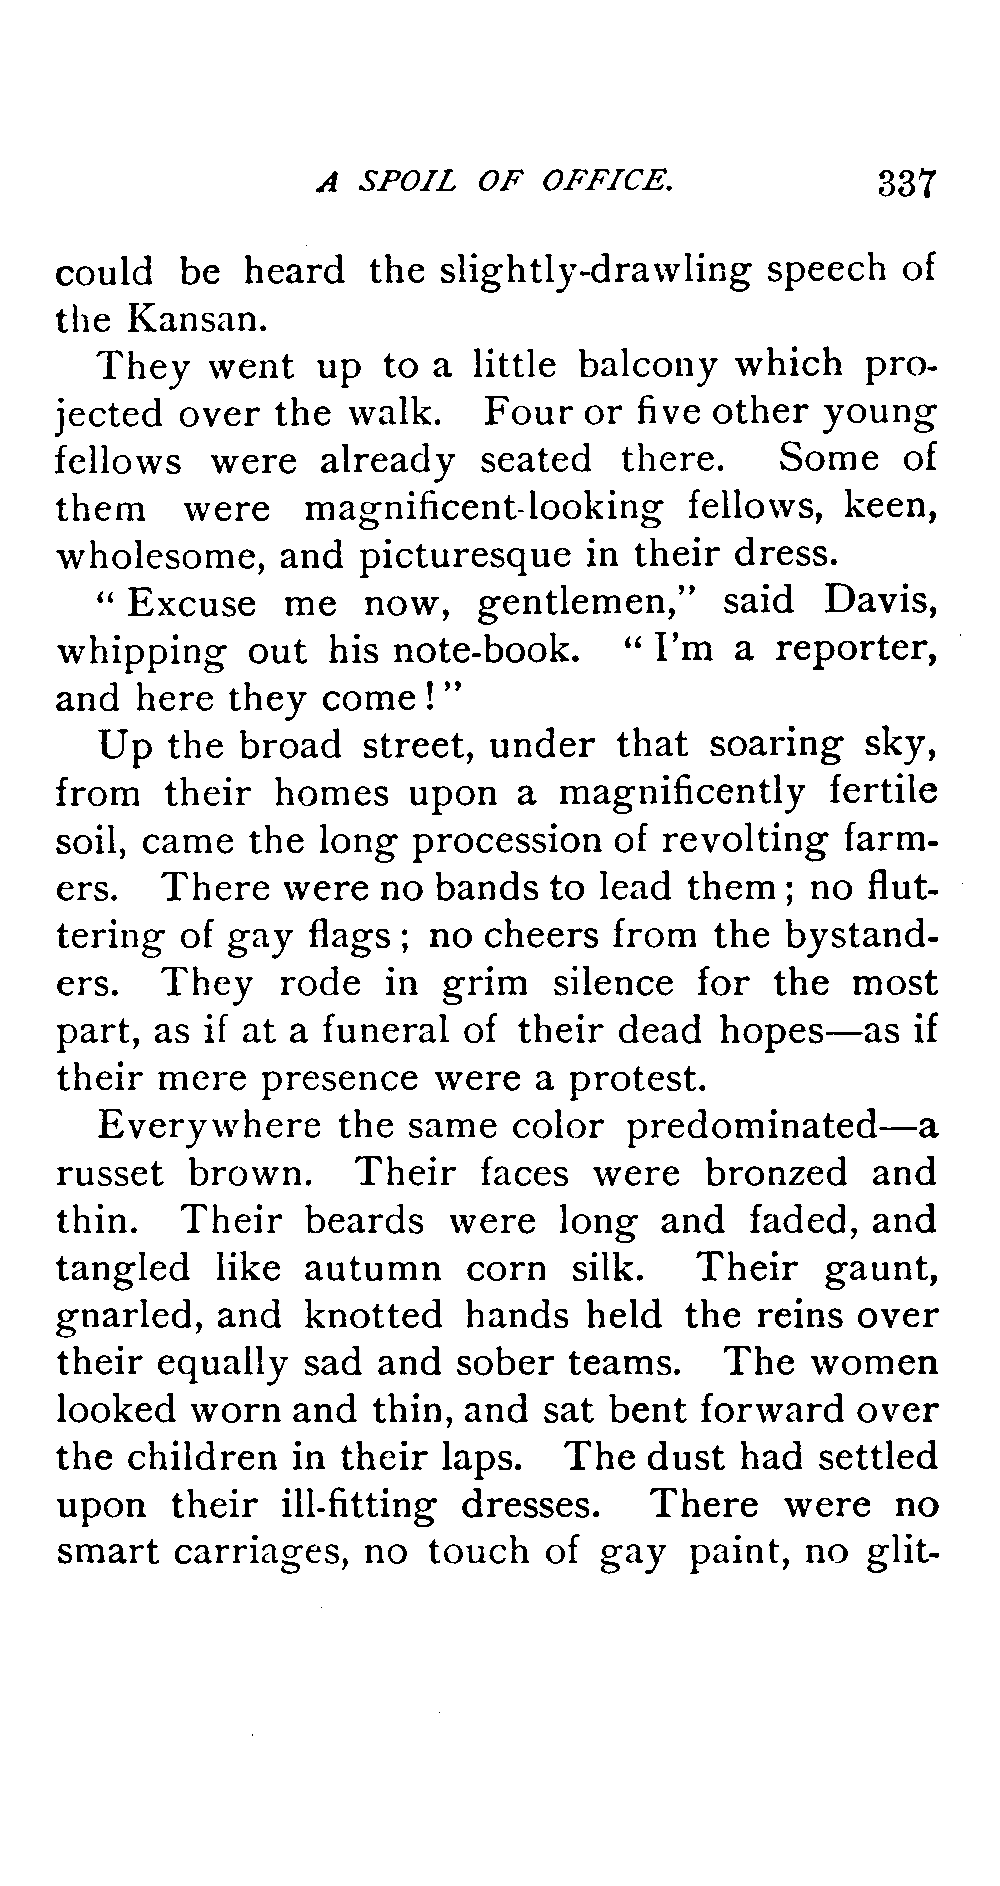 A SPOIL OF OFFICE. 337
could be heard the slightly-drawling speech of
the Kansan.
They went up to a little balcony which pro-
jected over the walk. Four or five other young
fellows were already seated there. Some of
them were magnificent-looking fellows, keen,
wholesome, and picturesque in their dress.
“ Excuse me now, gentlemen,” said Davis,
whipping out his note-book. “ I’m a reporter,
and here they come ! ”
Up the broad street, under that soaring sky,
from their homes upon a magnificently fertile
soil, came the long procession of revolting farm-
ers. There were no bands to lead them ; no flut-
tering of gay flags ; no cheers from the bystand-
ers. They rode in grim silence for the most
part, as if at a funeral of their dead hopes—as if
their mere presence were a protest.
Everywhere the same color predominated—a
russet brown. Their faces were bronzed and
thin. Their beards were long and faded, and
tangled like autumn corn silk. Their gaunt,
gnarled, and knotted hands held the reins over
their equally sad and sober teams. The women
looked worn and thin, and sat bent forward over
the children in their laps. The dust had settled
upon their ill-fitting dresses. There were no
smart carriages, no touch of gay paint, no glit-